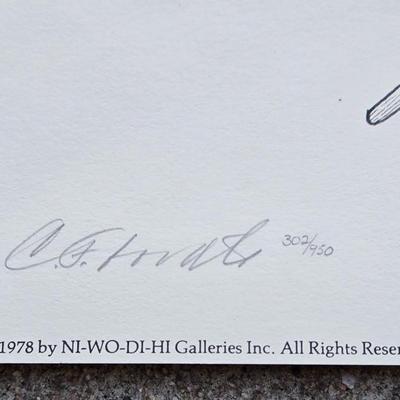 C.F.
302/950
1978 by NI-WO-DI-HI Galleries Inc. All Rights Reser